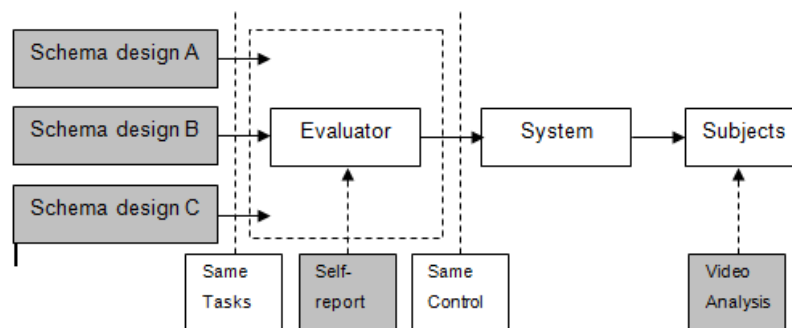 Schema design A
Schema design B
Evaluator
System
Subjects
Schema design C
Same
Tasks
Self-
report
Same
Control
Video
Analysis